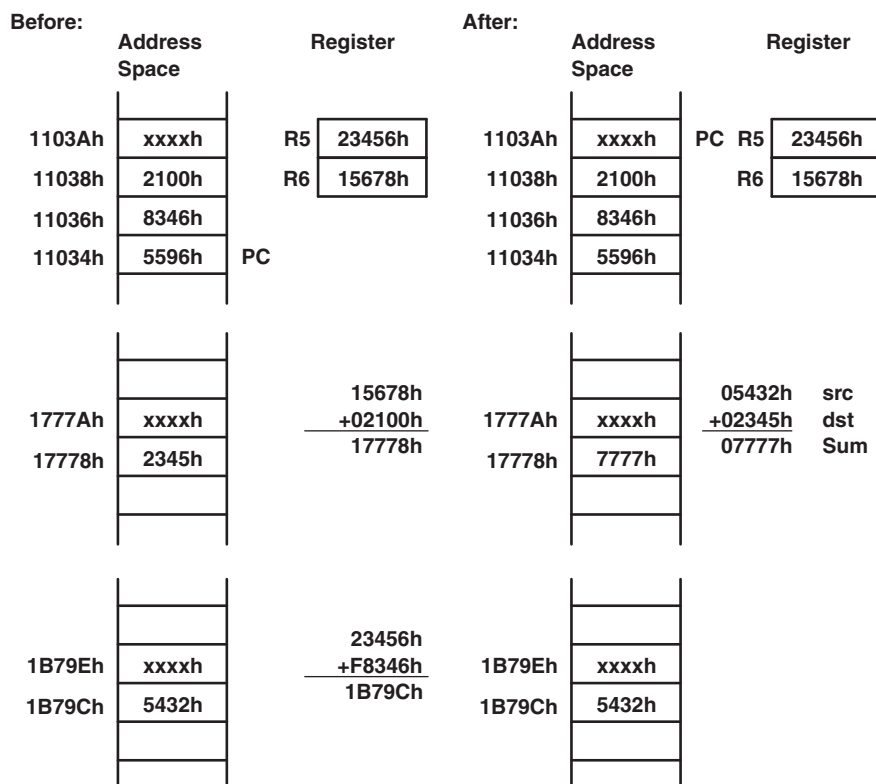 Before:
Address Space
Register
1103Ah xxxxh R5 23456h
11038h 2100h R6 15678h
11036h 8346h
11034h 5596h PC
15678h
1777Ah xxxxh +02100h
17778h 2345h 17778h
23456h
1B79Eh xxxxh +F8346h
1B79Ch 5432h 1B79Ch
After:
Address Space
Register
1103Ah xxxxh PC R5 23456h
11038h 2100h R6 15678h
11036h 8346h
11034h 5596h
05432h src
1777Ah xxxxh +02345h dst
17778h 7777h 07777h Sum
1B79Eh xxxxh
1B79Ch 5432h